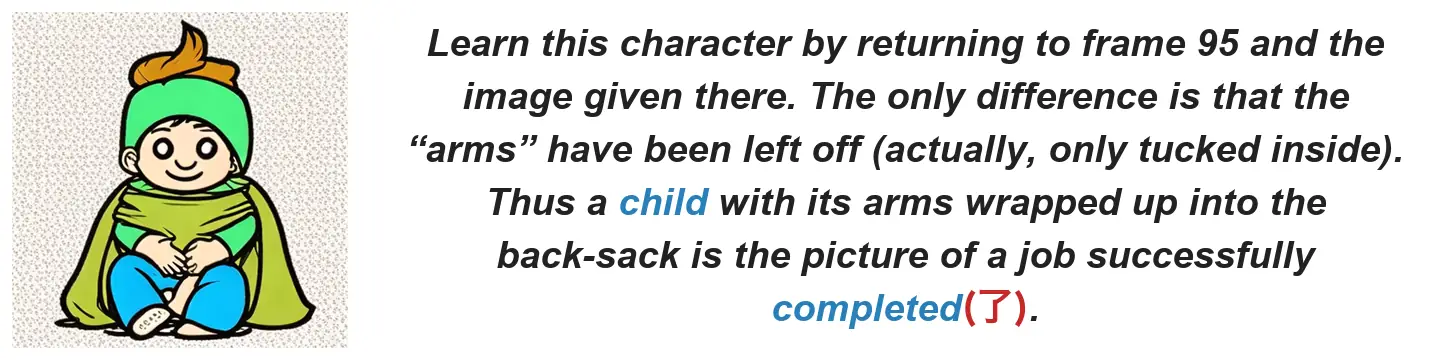 Learn this character by returning to frame 95 and the
image given there. The only difference is that the
“arms” have been left off (actually, only tucked inside).
Thus a child with its arms wrapped up into the
back-sack is the picture of a job successfully
completed(了).